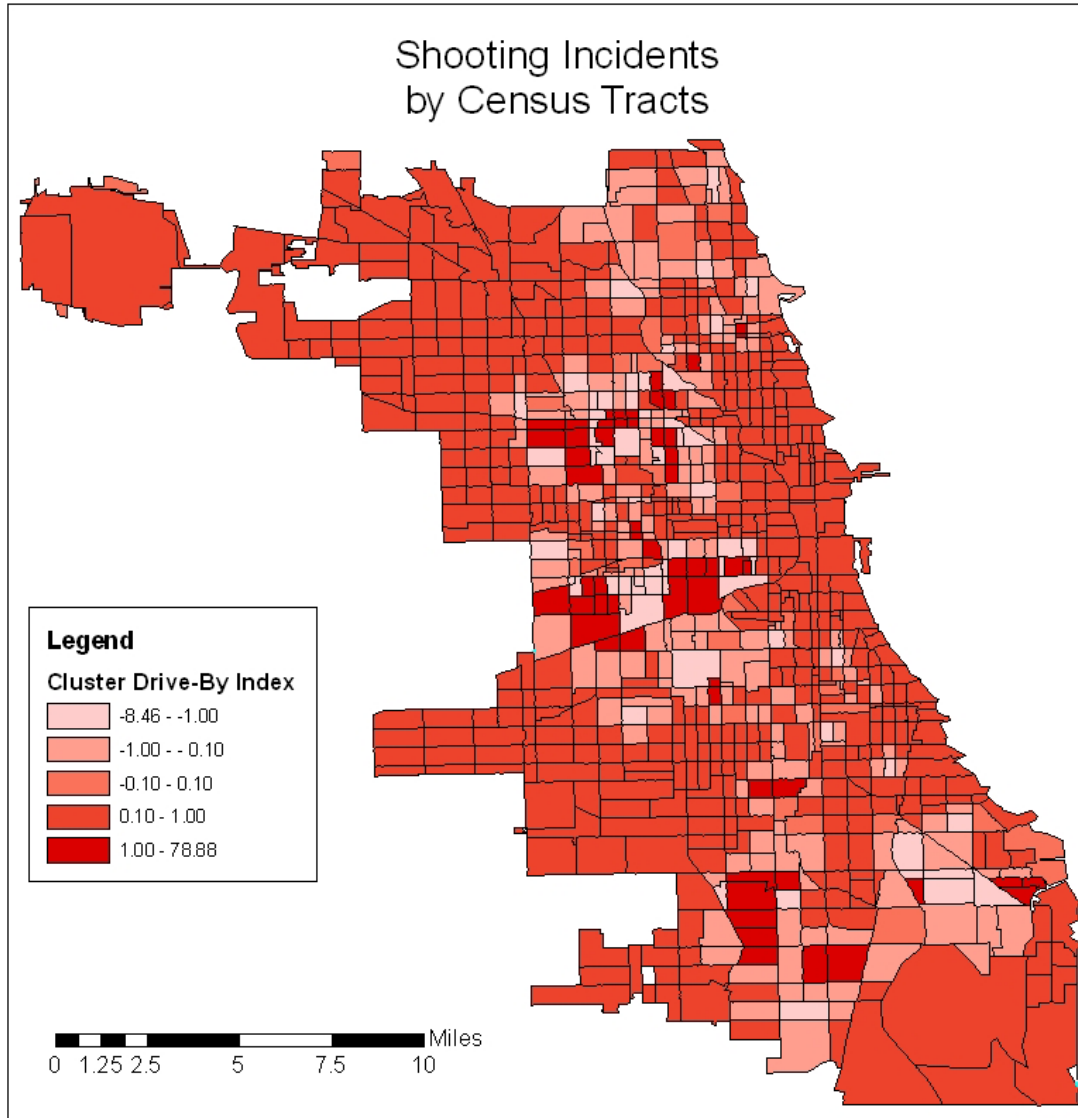 Shooting Incidents
by Census Tracts
Legend
Cluster Drive-By Index
-8.46 - -1.00
-1.00 - - 0.10
-0.10 - 0.10
0.10 - 1.00
1.00 - 78.88
Miles
0 1.25 2.5 5 7.5 10